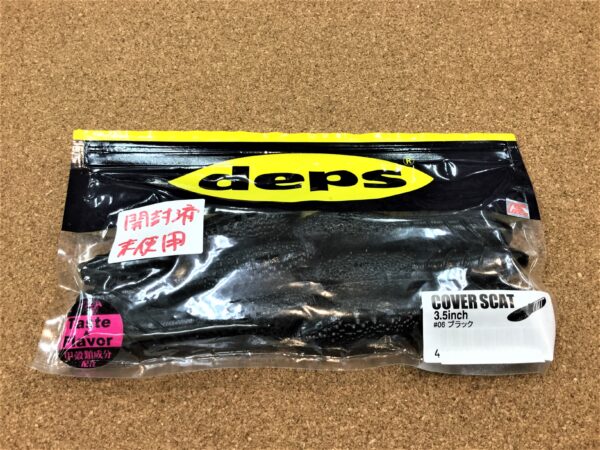 deps®
開封済
未使用
Taste
&
Flavor
甲殻類成分
配合
COVER SCAT
3.5inch
#06 ブラック
4